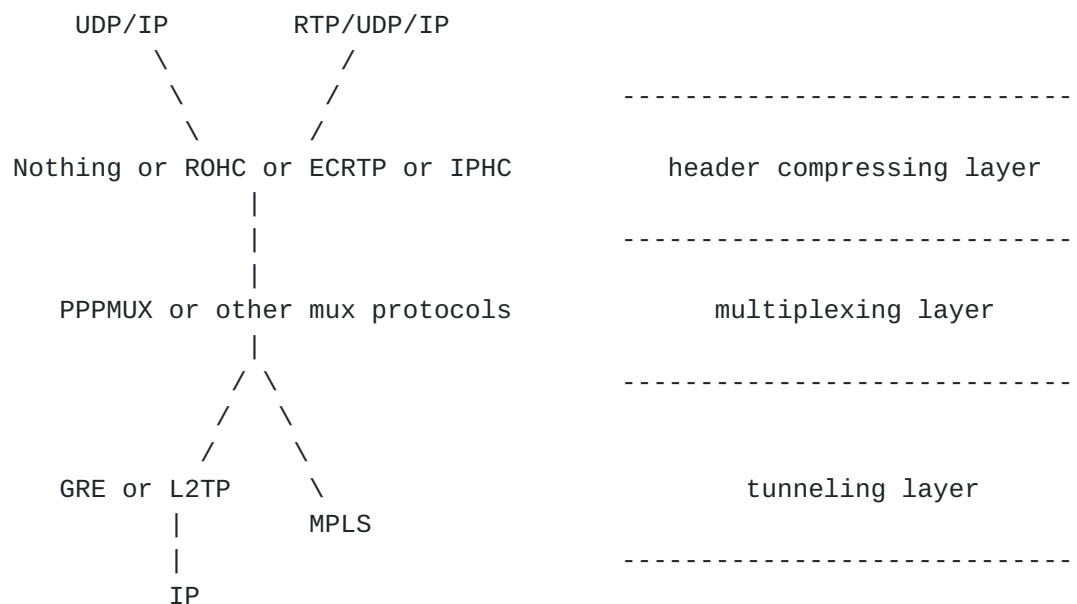 UDP/IP RTP/UDP/IP
Nothing or ROHC or ECRTP or IPHC header compressing layer
PPPMUX or other mux protocols multiplexing layer
GRE or L2TP tunneling layer
MPLS
IP